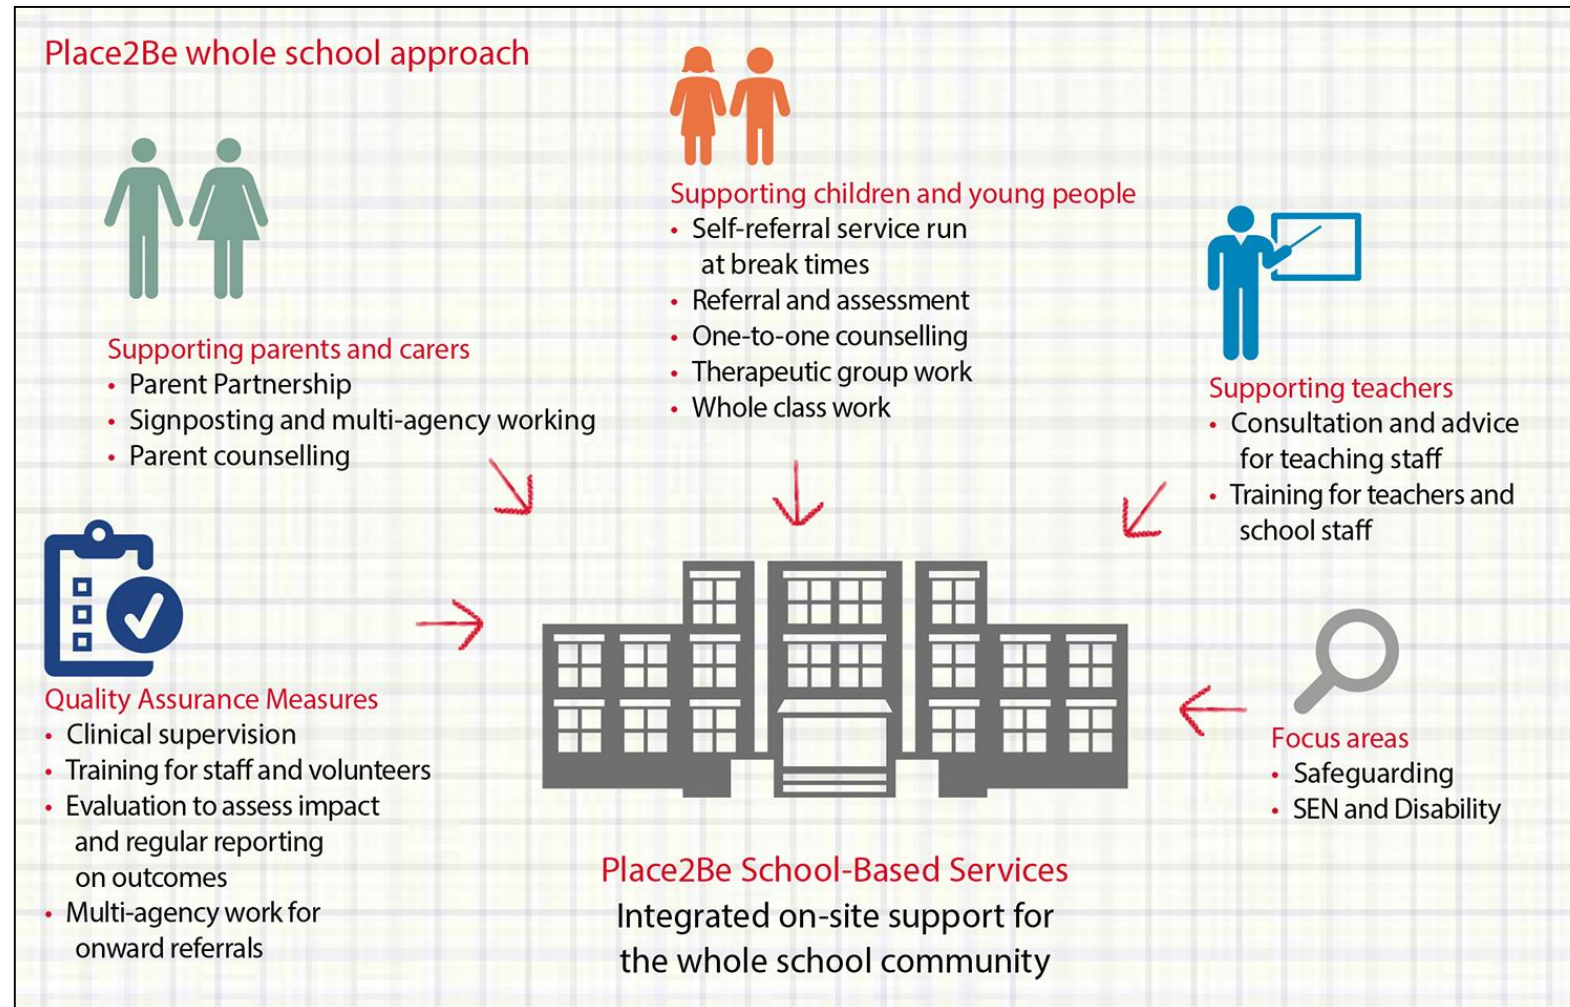 Place2Be whole school approach
Supporting parents and carers
• Parent Partnership
• Signposting and multi-agency working
• Parent counselling
Supporting children and young people
• Self-referral service run
at break times
• Referral and assessment
• One-to-one counselling
• Therapeutic group work
• Whole class work
Supporting teachers
• Consultation and advice
for teaching staff
• Training for teachers and
school staff
Quality Assurance Measures
• Clinical supervision
• Training for staff and volunteers
• Evaluation to assess impact
and regular reporting
on outcomes
• Multi-agency work for
onward referrals
Focus areas
• Safeguarding
• SEN and Disability
Place2Be School-Based Services
Integrated on-site support for
the whole school community